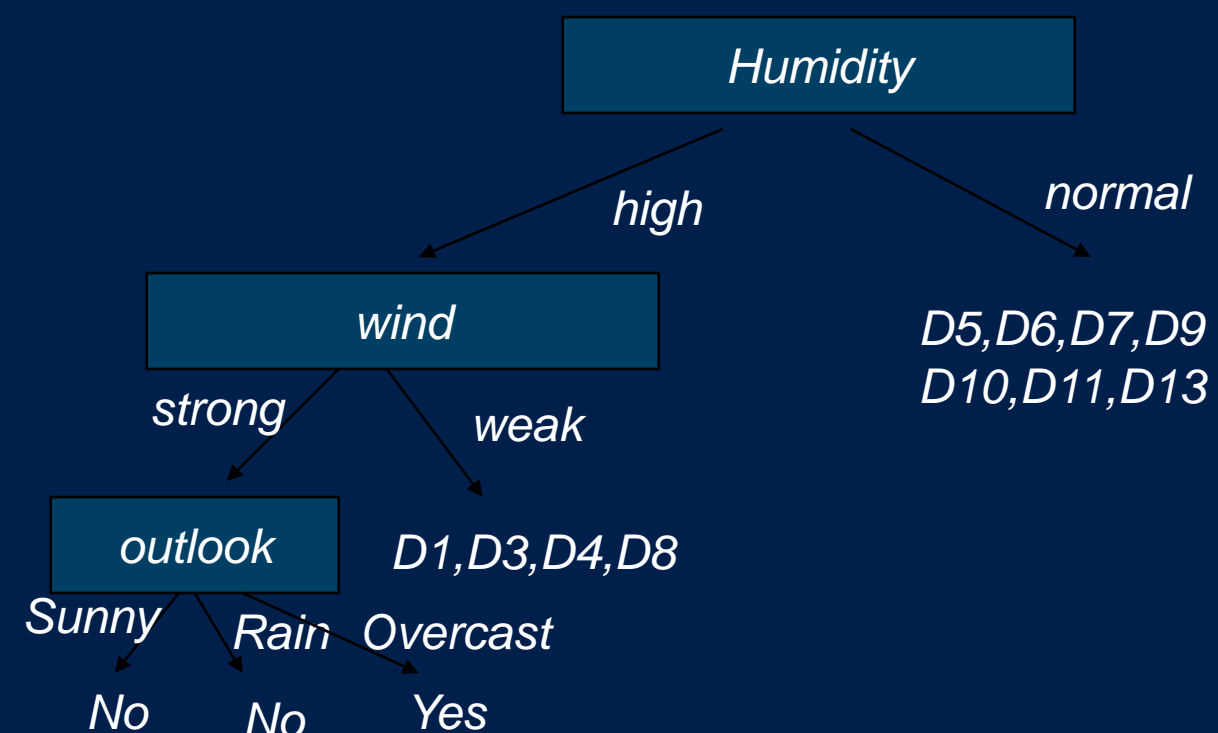 Humidity
high
normal
wind
D5,D6,D7,D9
D10,D11,D13
strong
weak
outlook
D1,D3,D4,D8
Sunny
Rain
Overcast
No
No
Yes